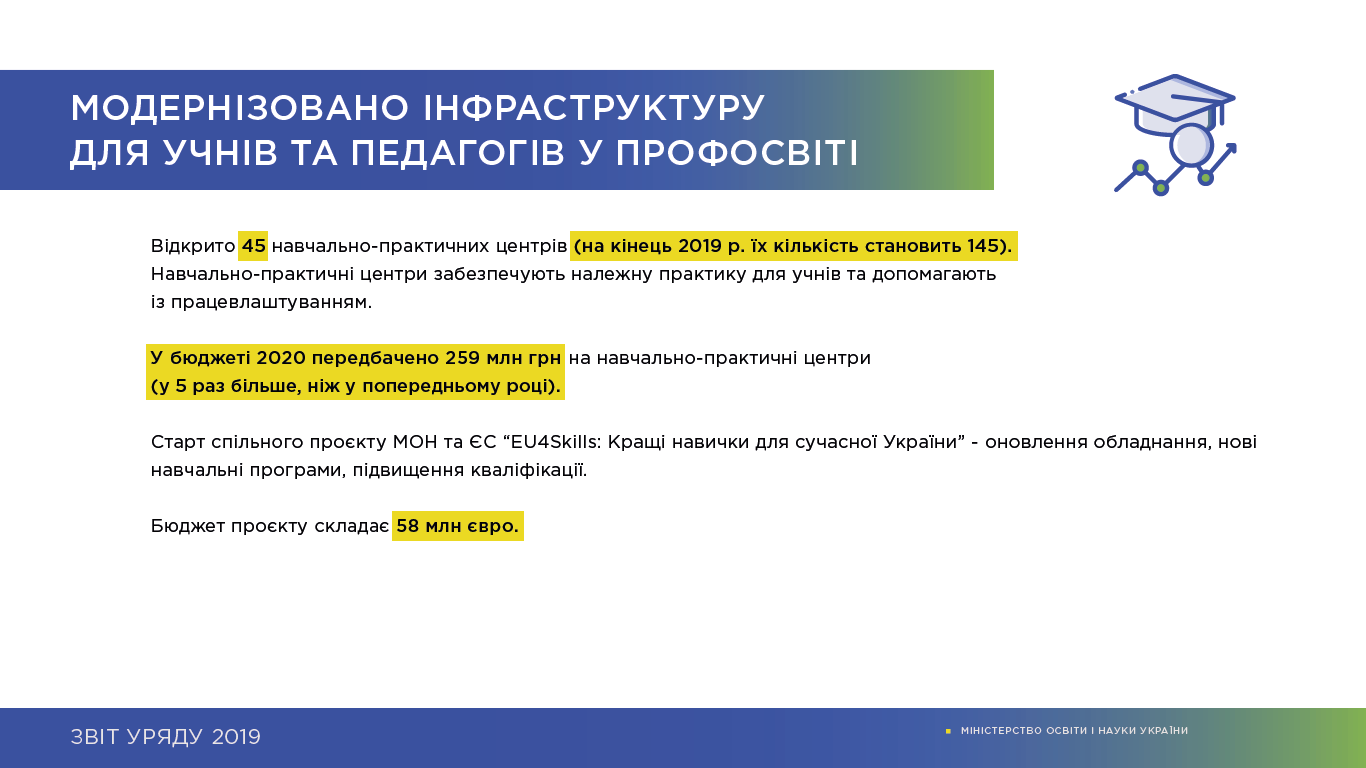 МОДЕРНІЗОВАНО ІНФРАСТРУКТУРУ
ДЛЯ УЧНІВ ТА ПЕДАГОГІВ У ПРОФОСВІТІ
Відкрито 45 навчально-практичних центрів (на кінець 2019 р. їх кількість становить 145).
Навчально-практичні центри забезпечують належну практику для учнів та допомагають
із працевлаштуванням.
У бюджеті 2020 передбачено 259 млн грн на навчально-практичні центри
(у 5 раз більше, ніж у попередньому році).
Старт спільного проєкту МОН та ЄС “EU4Skills: Кращі навички для сучасної України” - оновлення обладнання, нові
навчальні програми, підвищення кваліфікації.
Бюджет проєкту складає 58 млн євро.
ЗВІТ УРЯДУ 2019
МІНІСТЕРСТВО ОСВІТИ І НАУКИ УКРАЇНИ